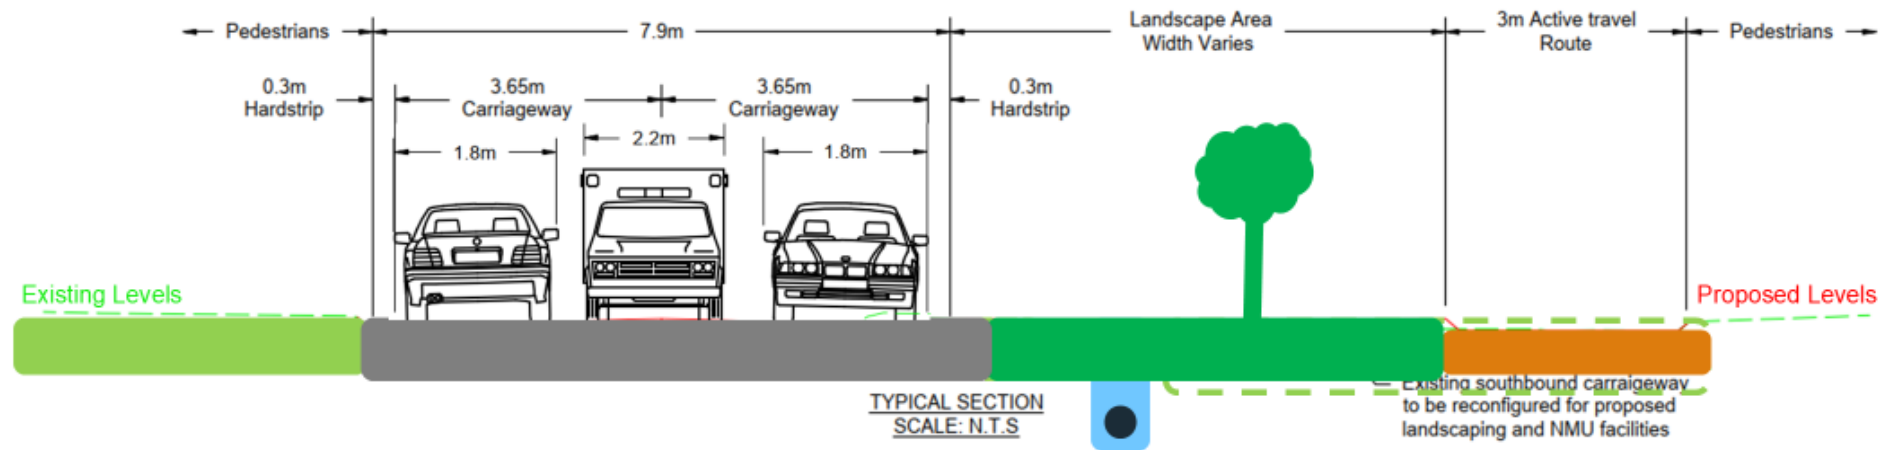 Pedestrians
7.9m
Landscape Area
Width Varies
3m Active travel
Route
Pedestrians
0.3m
Hardstrip
3.65m
Carriageway
3.65m
Carriageway
0.3m
Hardstrip
1.8m
2.2m
1.8m
Existing Levels
Proposed Levels
TYPICAL SECTION
SCALE: N.T.S
Existing southbound carraigeway
to be reconfigured for proposed
landscaping and NMU facilities